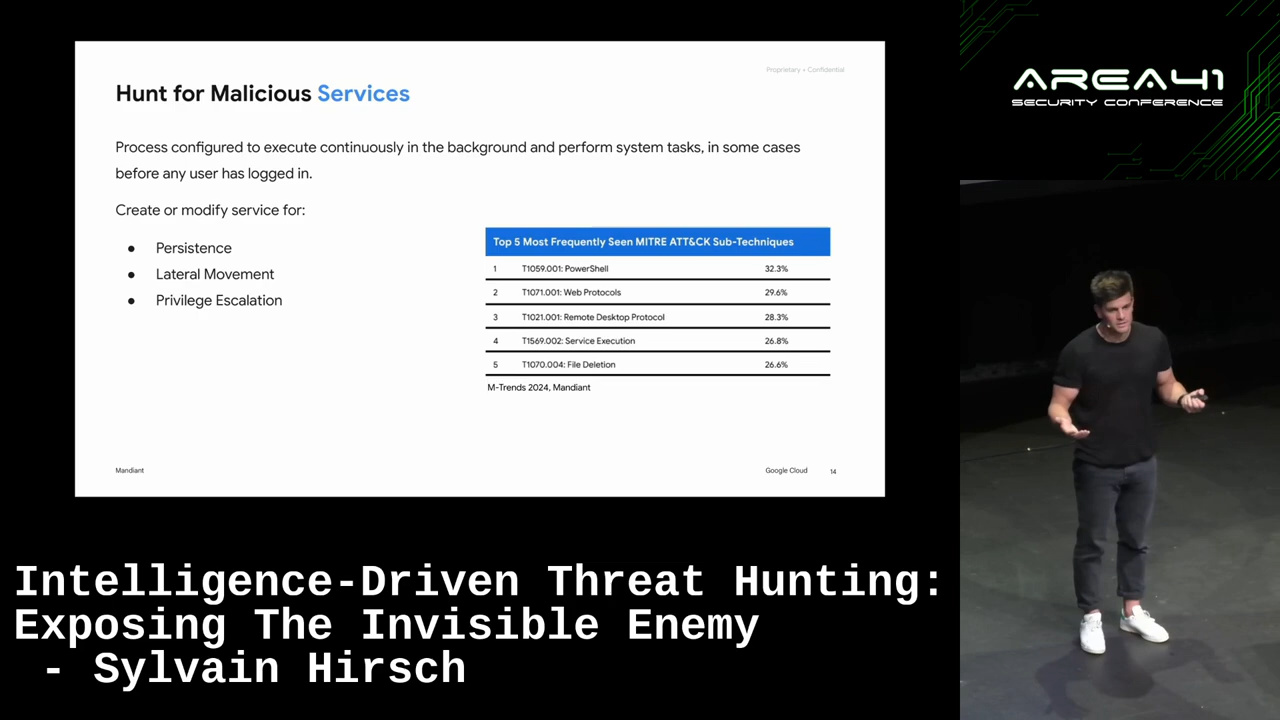 Proprietary + Confidential
Hunt for Malicious Services
Process configured to execute continuously in the background and perform system tasks, in some cases
before any user has logged in.
Create or modify service for:
● Persistence
● Lateral Movement
● Privilege Escalation
Top 5 Most Frequently Seen MITRE ATT&CK Sub-Techniques
1 T1059.001: PowerShell 32.3%
2 T1071.001: Web Protocols 29.6%
3 T1021.001: Remote Desktop Protocol 28.3%
4 T1569.002: Service Execution 26.8%
5 T1070.004: File Deletion 26.6%
M-Trends 2024, Mandiant
Mandiant
Google Cloud 14
AREA41
SECURITY CONFERENCE
Intelligence-Driven Threat Hunting:
Exposing The Invisible Enemy
- Sylvain Hirsch